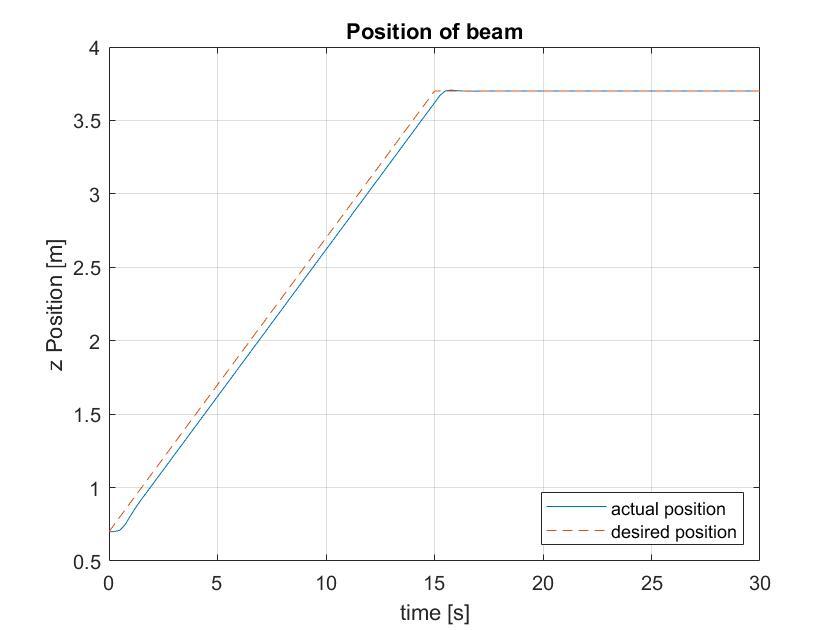 Position of beam
4
3.5
3
2.5
2
1.5
1
0.5
z Position [m]
0 5 10 15 20 25 30
time [s]
actual position
desired position